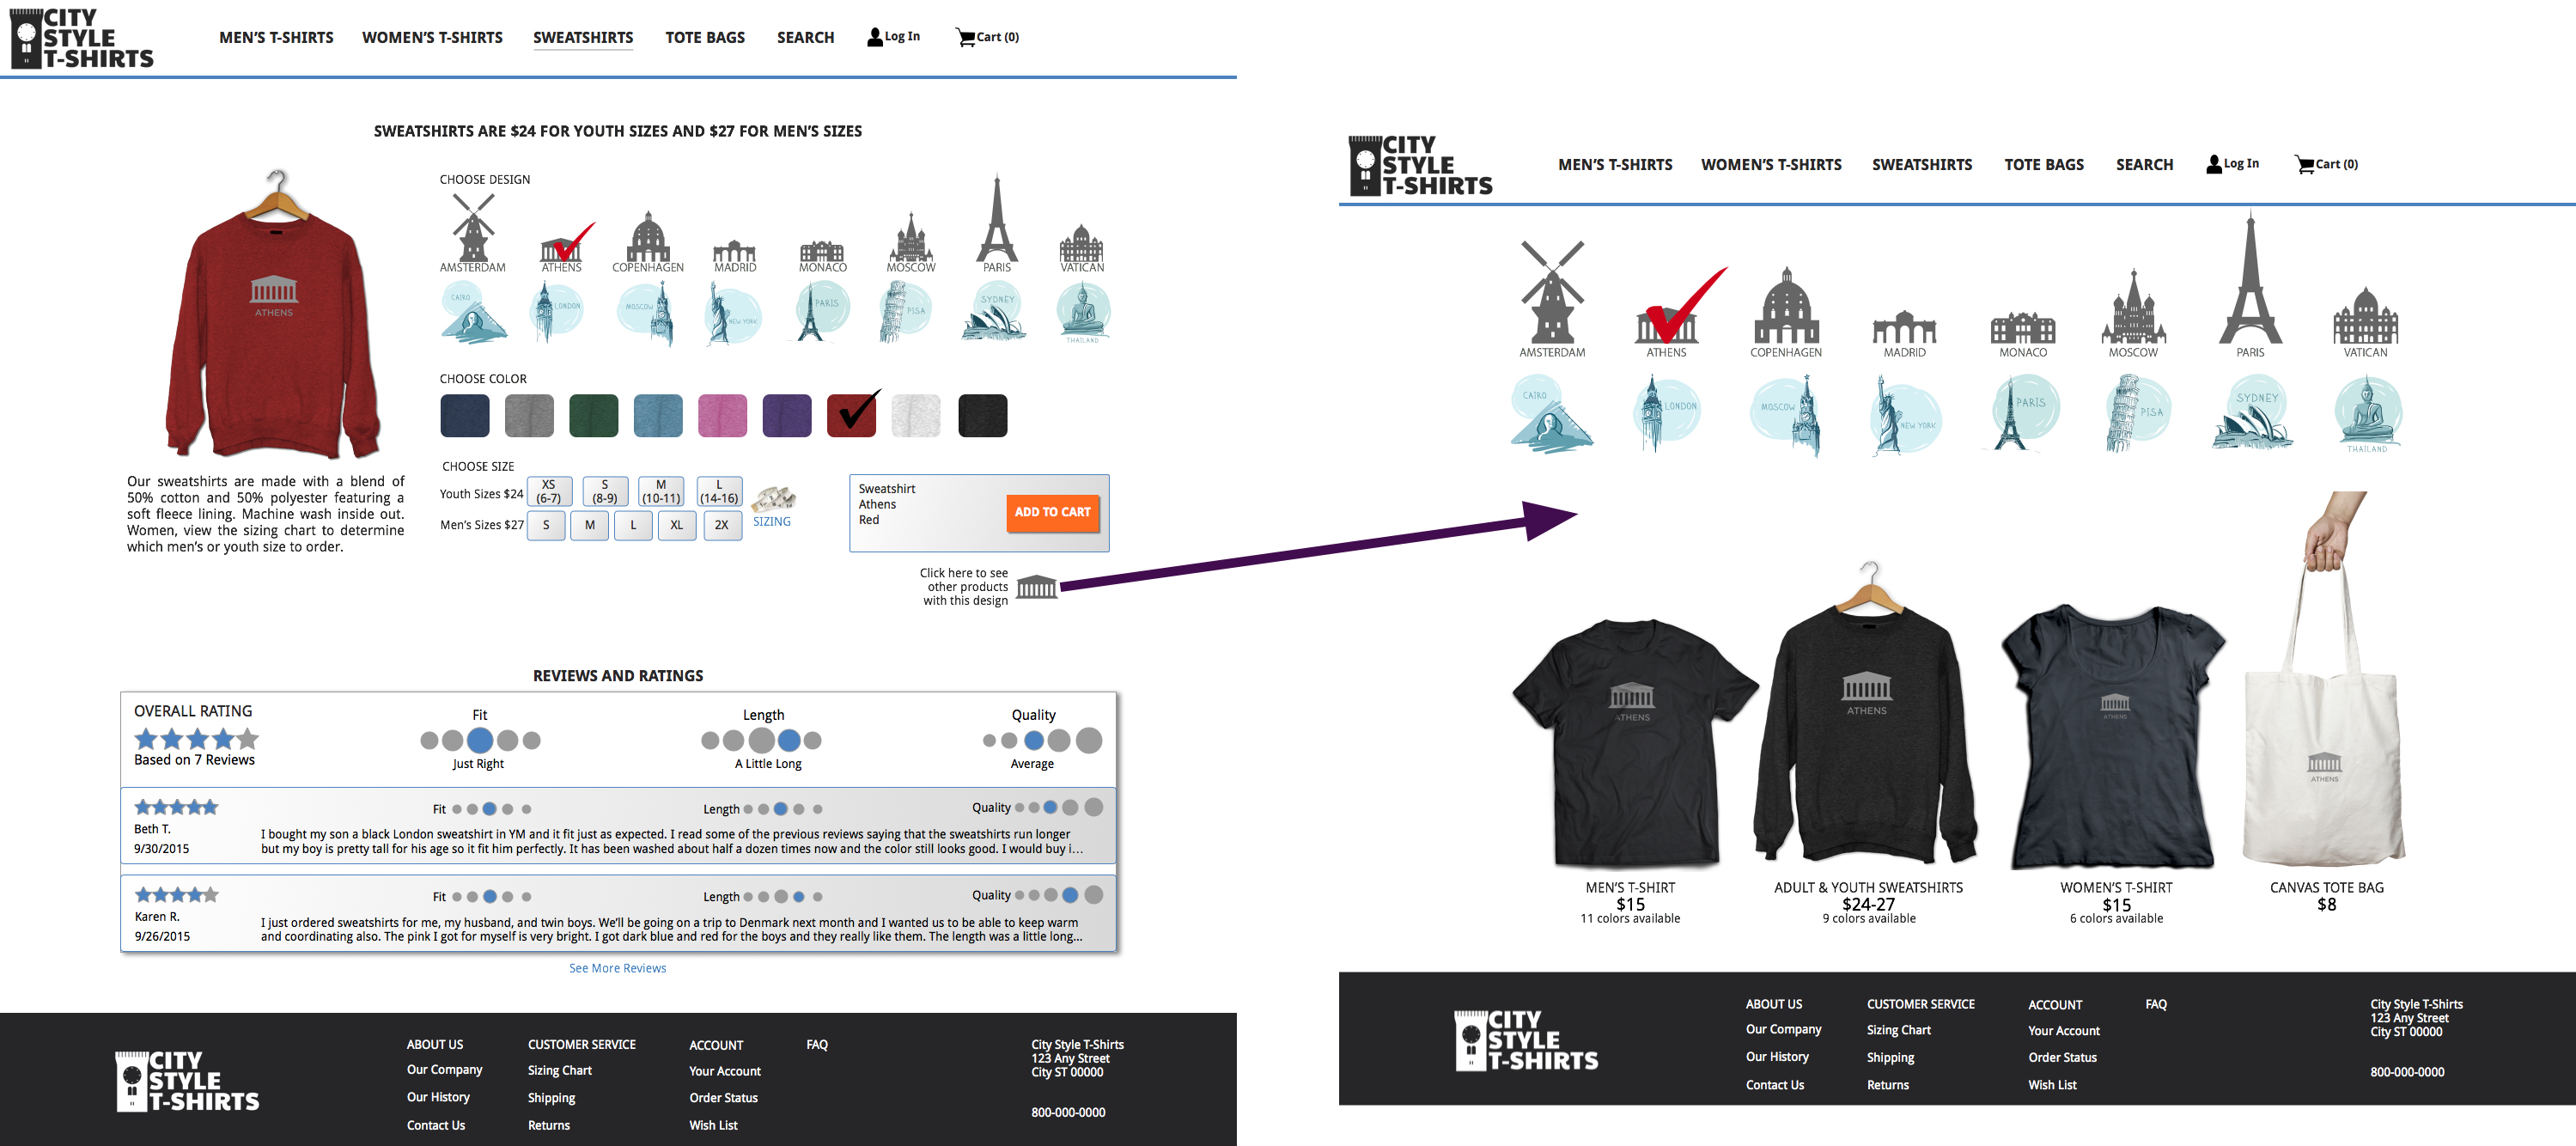 CITY
STYLE
T-SHIRTS
MEN'S T-SHIRTS
WOMEN'S T-SHIRTS
SWEATSHIRTS
TOTE BAGS
SEARCH
Log In
Cart (0)
SWEATSHIRTS ARE $24 FOR YOUTH SIZES AND $27 FOR MEN'S SIZES
ATHENS
Our sweatshirts are made with a blend of
50% cotton and 50% polyester featuring a
soft fleece lining. Machine wash inside out.
Women, view the sizing chart to determine
which men's or youth size to order.
CHOOSE DESIGN
AMSTERDAM
ATHENS
COPENHAGEN
MADRID
MONACO
MOSCOW
PARIS
VATICAN
CAIRO
LONDON
MOSCOW
NEW YORK
PARIS
PISA
SYDNEY
THAILAND
CHOOSE COLOR
CHOOSE SIZE
Youth Sizes $24
XS
(6-7)
S
(8-9)
M
(10-11)
L
(14-16)
Men's Sizes $27
S
M
L
XL
2X
SIZING
Sweatshirt
Athens
Red
ADD TO CART
Click here to see
other products
with this design
REVIEWS AND RATINGS
OVERALL RATING
Based on 7 Reviews
Fit
Just Right
Length
A Little Long
Quality
Average
Beth T.
9/30/2015
Fit
Length
Quality
I bought my son a black London sweatshirt in YM and it fit just as expected. I read some of the previous reviews saying that the sweatshirts run longer
but my boy is pretty tall for his age so it fit him perfectly. It has been washed about half a dozen times now and the color still looks good. I would buy i...
Karen R.
9/26/2015
Fit
Length
Quality
I just ordered sweatshirts for me, my husband, and twin boys. We'll be going on a trip to Denmark next month and I wanted us to be able to keep warm
and coordinating also. The pink I got for myself is very bright. I got dark blue and red for the boys and they really like them. The length was a little long...
See More Reviews
CITY
STYLE
T-SHIRTS
ABOUT US
Our Company
Our History
Contact Us
CUSTOMER SERVICE
Sizing Chart
Shipping
Returns
ACCOUNT
Your Account
Order Status
Wish List
FAQ
City Style T-Shirts
123 Any Street
City ST 00000
800-000-0000
CITY
STYLE
T-SHIRTS
MEN'S T-SHIRTS
WOMEN'S T-SHIRTS
SWEATSHIRTS
TOTE BAGS
SEARCH
Log In
Cart (0)
AMSTERDAM
ATHENS
COPENHAGEN
MADRID
MONACO
MOSCOW
PARIS
VATICAN
CAIRO
LONDON
MOSCOW
NEW YORK
PARIS
PISA
SYDNEY
THAILAND
ATHENS
ATHENS
ATHENS
ATHENS
MEN'S T-SHIRT
$15
11 colors available
ADULT & YOUTH SWEATSHIRTS
$24-27
9 colors available
WOMEN'S T-SHIRT
$15
6 colors available
CANVAS TOTE BAG
$8
CITY
STYLE
T-SHIRTS
ABOUT US
Our Company
Our History
Contact Us
CUSTOMER SERVICE
Sizing Chart
Shipping
Returns
ACCOUNT
Your Account
Order Status
Wish List
FAQ
City Style T-Shirts
123 Any Street
City ST 00000
800-000-0000